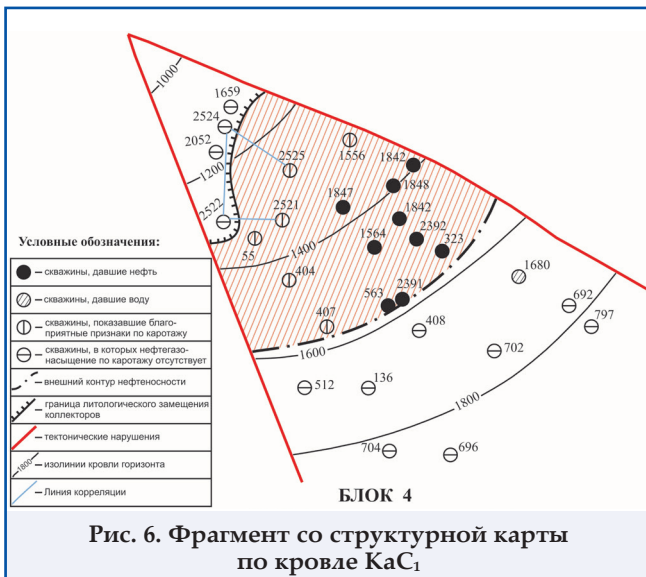 1000
1659
2524
2052
1200
2525
1556
1842
1848
1847
2522
2521
1842
2392
1564
323
55
1400
404
2391
563
1680
692
797
407
408
1600
702
512
136
1800
704
696
Условные обозначения:
– скважины, давшие нефть
– скважины, давшие воду
– скважины, показавшие благо-
приятные признаки по каротажу
– скважины, в которых нефтегазо-
насыщение по каротажу отсутствует
– внешний контур нефтеносности
– граница литологического замещения
коллекторов
– тектонические нарушения
1800
– изолинии кровли горизонта
– Линия корреляции
БЛОК 4
Рис. 6. Фрагмент со структурной карты
по кровле КаС₁